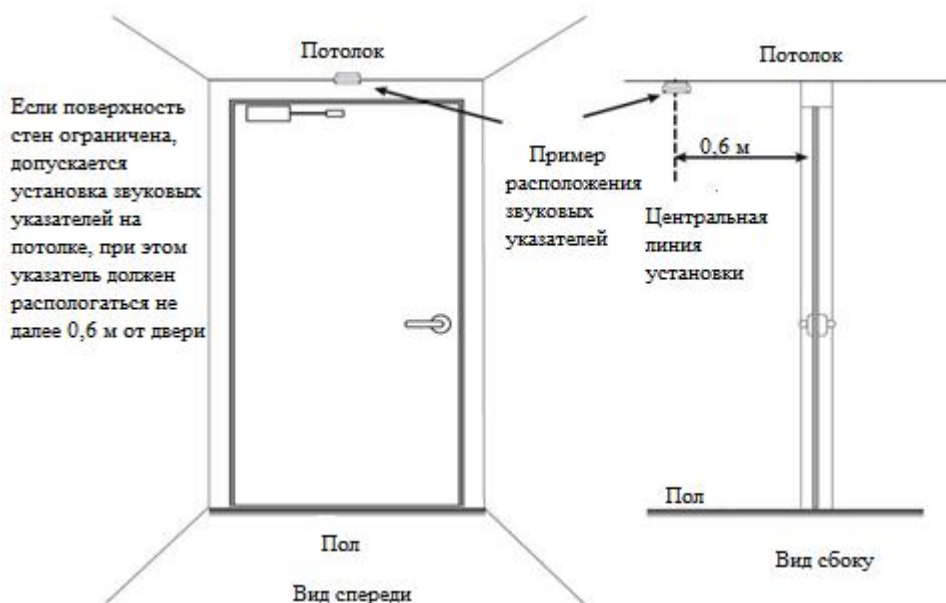 Потолок
Если поверхность
стен ограничена,
допускается
установка звуковых
указателей на
потолке, при этом
указатель должен
распологаться не
далее 0,6 м от двери
Пол
Вид спереди
Потолок
Пример
расположения
звуковых
указателей
0,6 м
Центральная
линия
установки
Пол
Вид сбоку